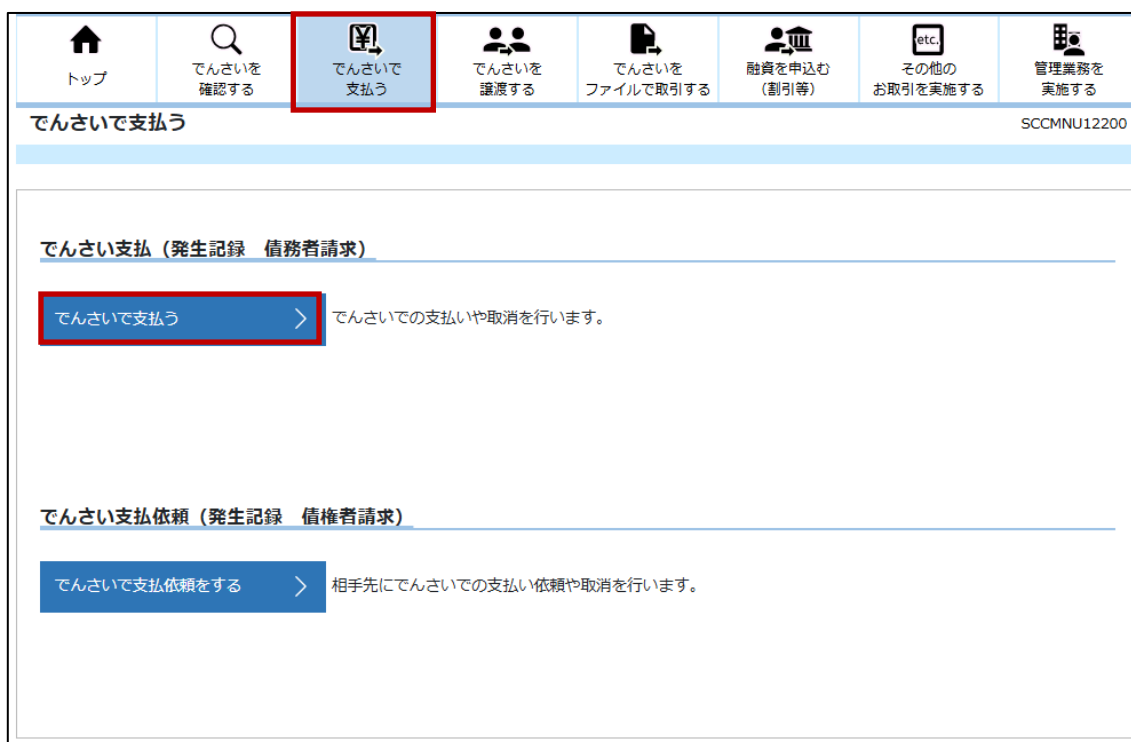 トップ
でんさいを
確認する
でんさいで
支払う
でんさいを
譲渡する
でんさいを
ファイルで取引する
融資を申込む
(割引等)
etc.
その他の
お取引を実施する
管理業務を
実施する
でんさいで支払う
SCCMNU12200
でんさい支払（発生記録　債務者請求）
でんさいで支払う
でんさいでの支払いや取消を行います。
でんさい支払依頼（発生記録　債権者請求）
でんさいで支払依頼をする
相手先にでんさいでの支払い依頼や取消を行います。